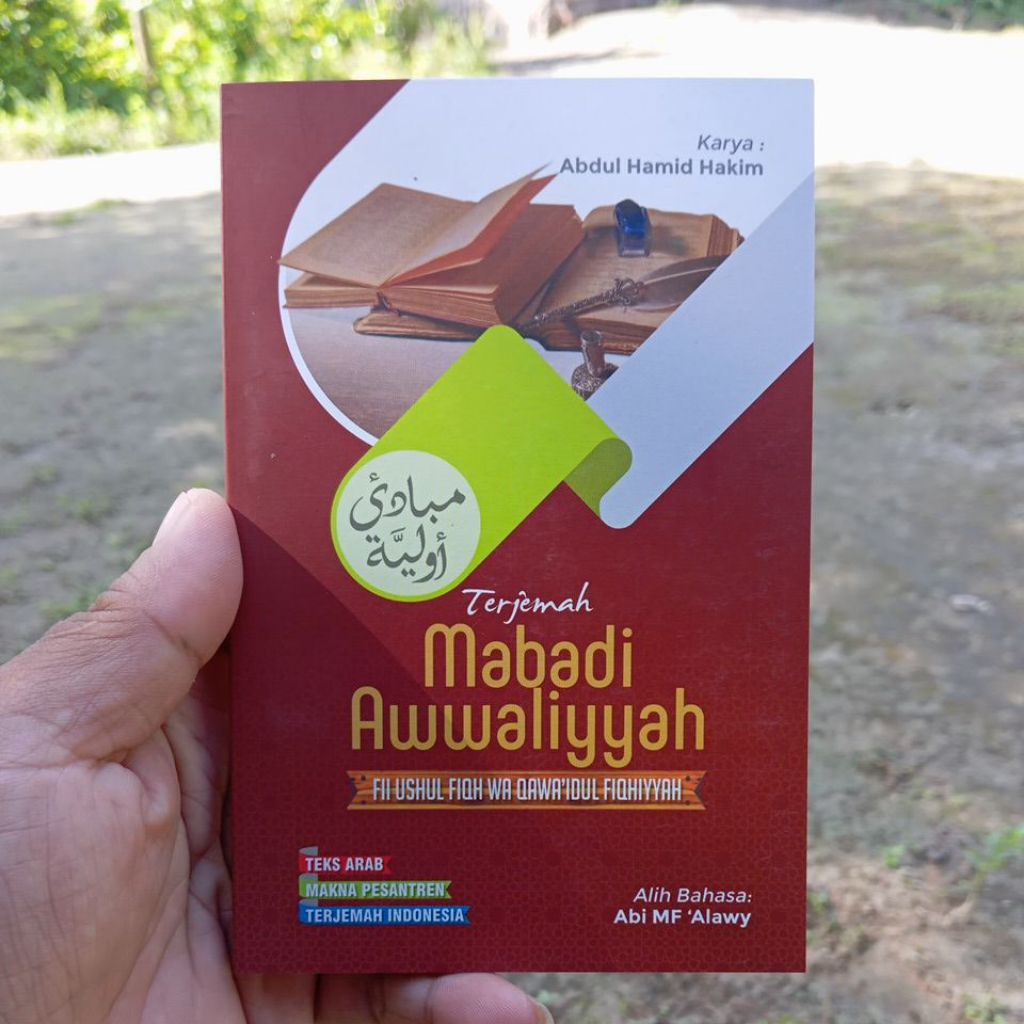 Karya :
Abdul Hamid Hakim
مبادئ
أوليَّة
Terjemah
Mabadi
Awwaliyyah
FII USHUL FIQH WA QAWA'IDUL FIQHIYYAH
TEKS ARAB
MAKNA PESANTREN
TERJEMAH INDONESIA
Alih Bahasa:
Abi MF 'Alawy